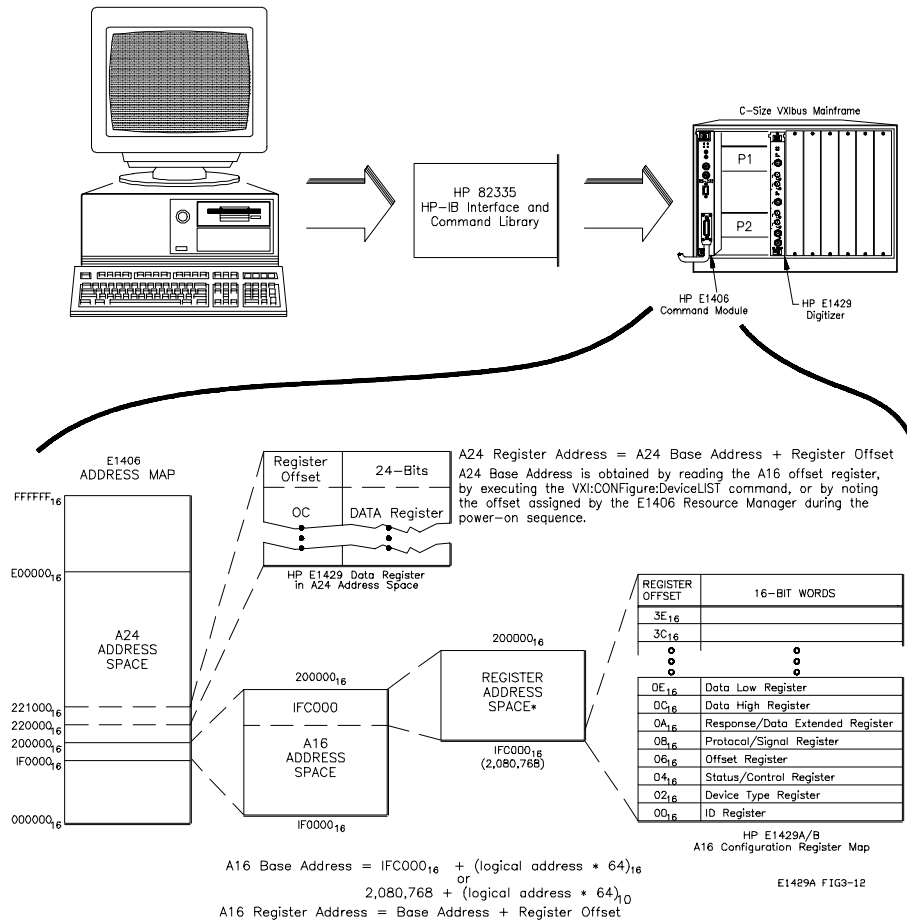 C-Size VXIbus Mainframe
P1
P2
HP 82335
HP-IB Interface and
Command Library
HP E1406
Command Module
HP E1429
Digitizer
E1406
ADDRESS MAP
FFFFFF16
E0000016
A24
ADDRESS
SPACE
22100016
22000016
20000016
IF000016
00000016
Register
Offset
24-Bits
OC
DATA Register
HP E1429 Data Register
in A24 Address Space
A24 Register Address = A24 Base Address + Register Offset
A24 Base Address is obtained by reading the A16 offset register,
by executing the VXI:CONFigure:DeviceLIST command, or by noting
the offset assigned by the E1406 Resource Manager during the
power-on sequence.
20000016
IFC000
A16
ADDRESS
SPACE
IF000016
20000016
REGISTER
ADDRESS
SPACE*
IFC00016
(2,080,768)
REGISTER
OFFSET
16-BIT WORDS
3E16
3C16
0E16 Data Low Register
0C16 Data High Register
0A16 Response/Data Extended Register
0816 Protocal/Signal Register
0616 Offset Register
0416 Status/Control Register
0216 Device Type Register
0016 ID Register
HP E1429A/B
A16 Configuration Register Map
A16 Base Address = IFC00016 + (logical address * 64)16
or
2,080,768 + (logical address * 64)10
A16 Register Address = Base Address + Register Offset
E1429A FIG3-12